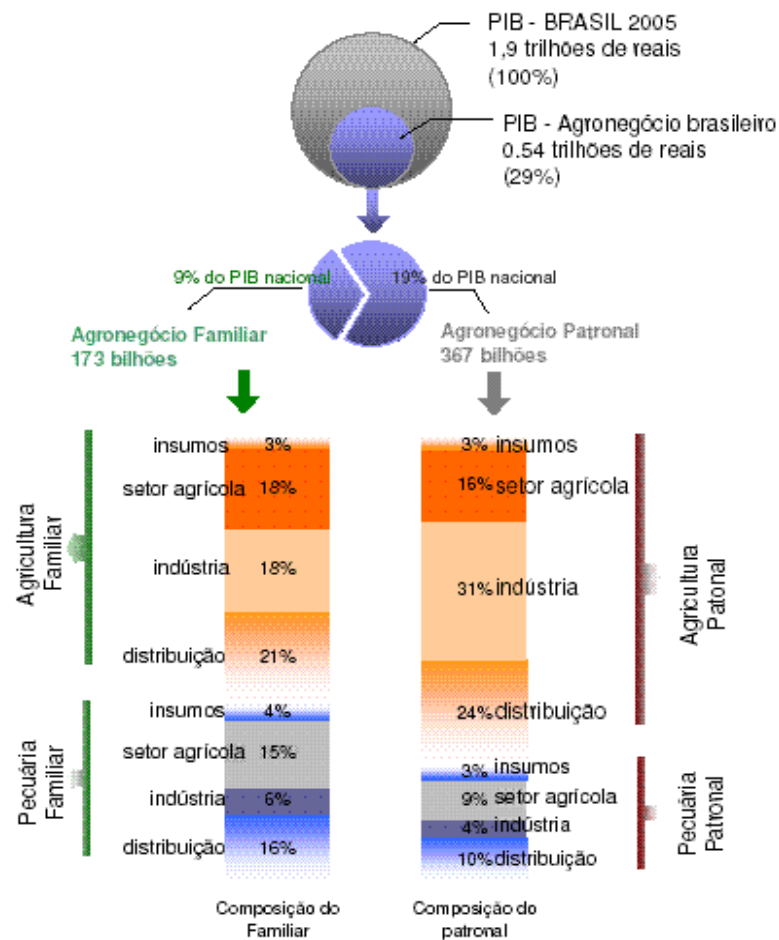 PIB - BRASIL 2005
1,9 trilhões de reais
(100%)
PIB - Agronegócio brasileiro
0.54 trilhões de reais
(29%)
9% do PIB nacional
19% do PIB nacional
Agronegócio Familiar
173 bilhões
Agronegócio Patronal
367 bilhões
Agricultura
Familiar
insumos 3%
setor agrícola 18%
indústria 18%
distribuição 21%
Pecuária
Familiar
insumos 4%
setor agrícola 15%
indústria 6%
distribuição 16%
Composição do
Familiar
3% insumos
16% setor agrícola
31% indústria
24% distribuição
Agricultura
Patonal
3% insumos
9% setor agrícola
4% indústria
10% distribuição
Pecuária
Patronal
Composição do
patronal